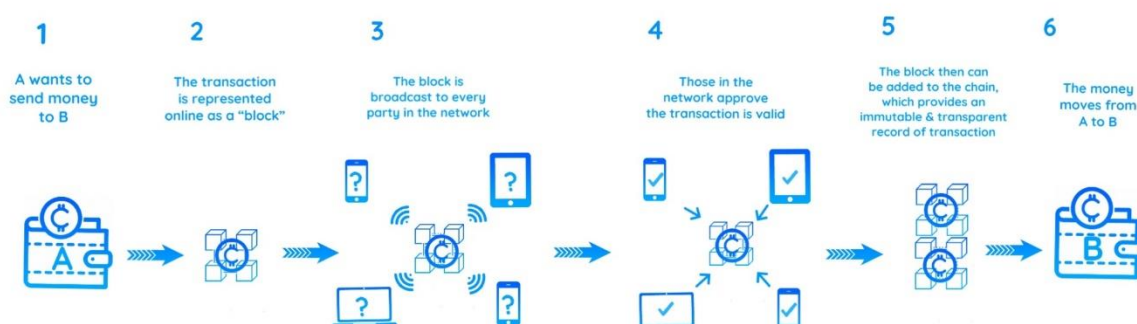 1
A wants to
send money
to B
2
The transaction
is represented
online as a “block”
3
The block is
broadcast to every
party in the network
4
Those in the
network approve
the transaction is valid
5
The block then can
be added to the chain,
which provides an
immutable & transparent
record of transaction
6
The money
moves from
A to B
A
?
?
?
?
B